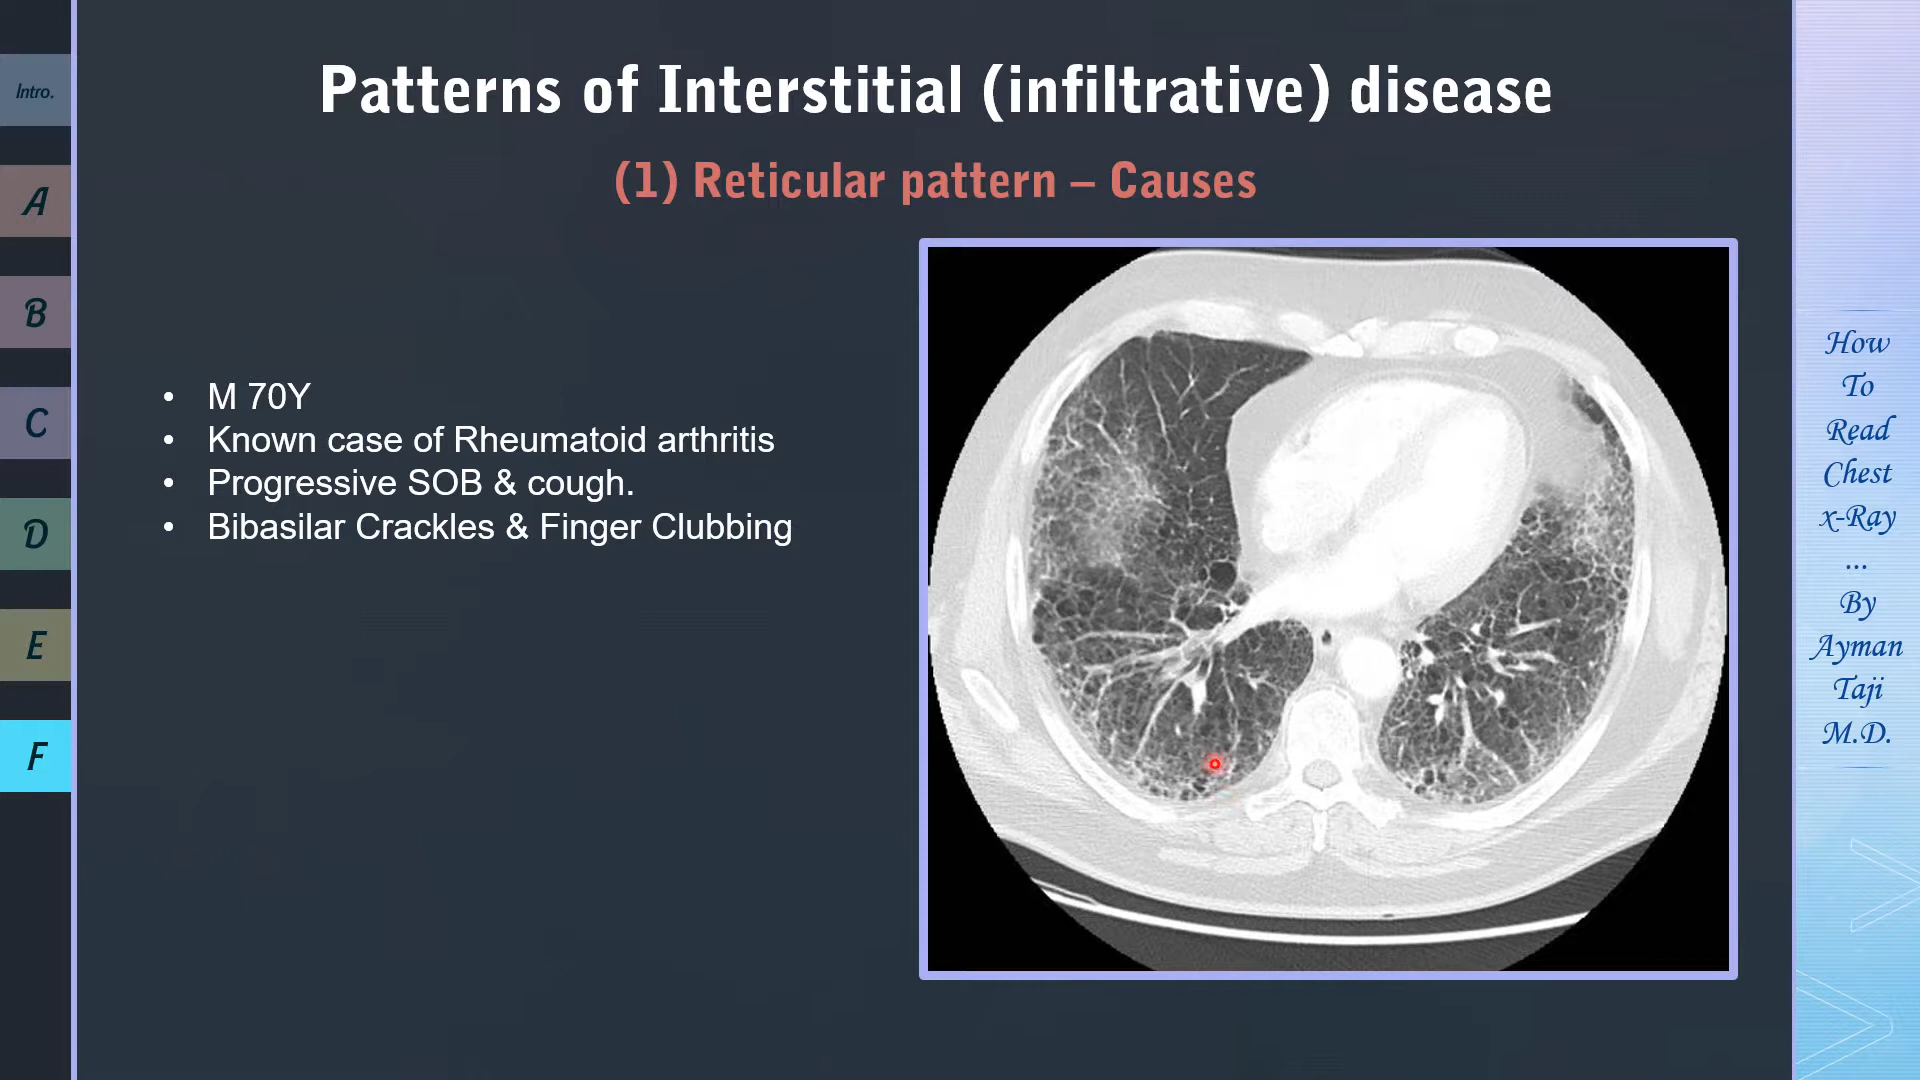 Patterns of Interstitial (infiltrative) disease
(1) Reticular pattern – Causes
Intro.
A
B
C
D
E
F
• M 70Y
• Known case of Rheumatoid arthritis
• Progressive SOB & cough.
• Bibasilar Crackles & Finger Clubbing
How
To
Read
Chest
x-Ray
...
By
Ayman
Taji
M.D.